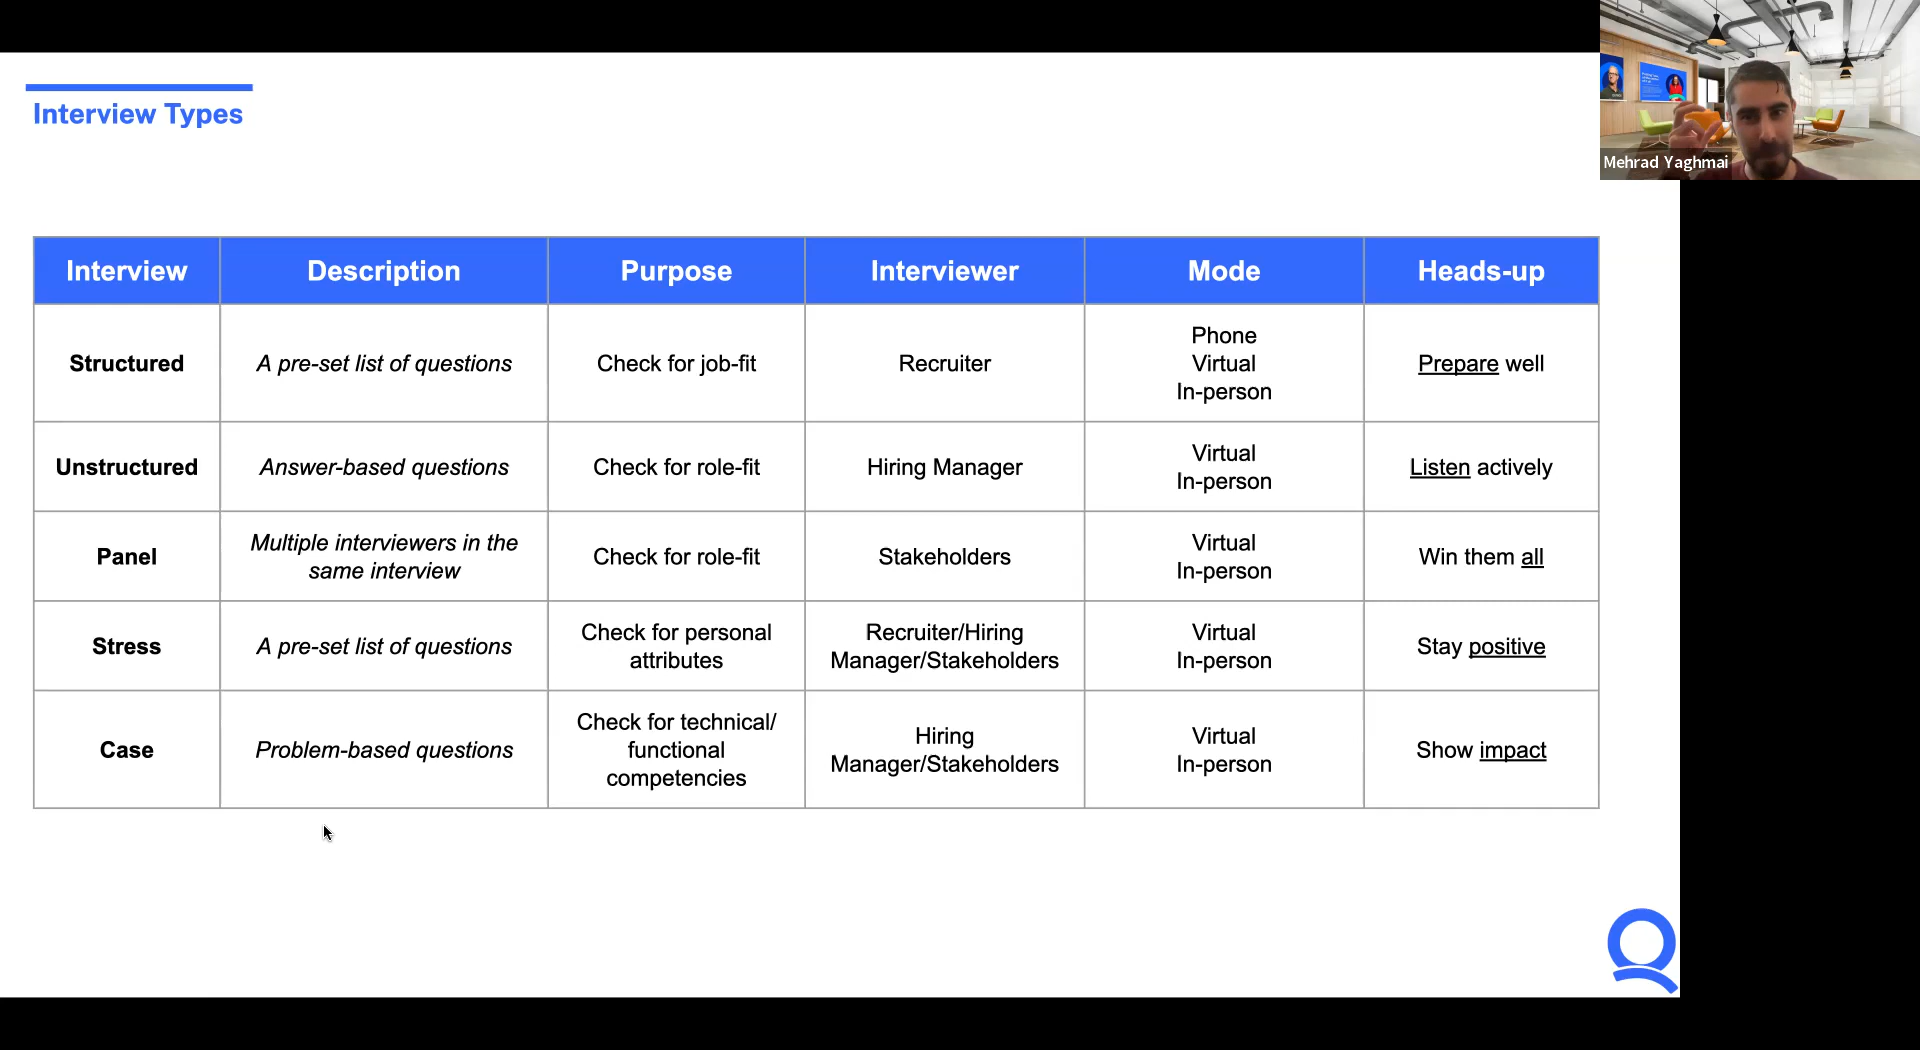 Mehrad Yaghmai
Interview Types
Interview
Description
Purpose
Interviewer
Mode
Heads-up
Structured
A pre-set list of questions
Check for job-fit
Recruiter
Phone
Virtual
In-person
Prepare well
Unstructured
Answer-based questions
Check for role-fit
Hiring Manager
Virtual
In-person
Listen actively
Panel
Multiple interviewers in the
same interview
Check for role-fit
Stakeholders
Virtual
In-person
Win them all
Stress
A pre-set list of questions
Check for personal
attributes
Recruiter/Hiring
Manager/Stakeholders
Virtual
In-person
Stay positive
Case
Problem-based questions
Check for technical/
functional
competencies
Hiring
Manager/Stakeholders
Virtual
In-person
Show impact